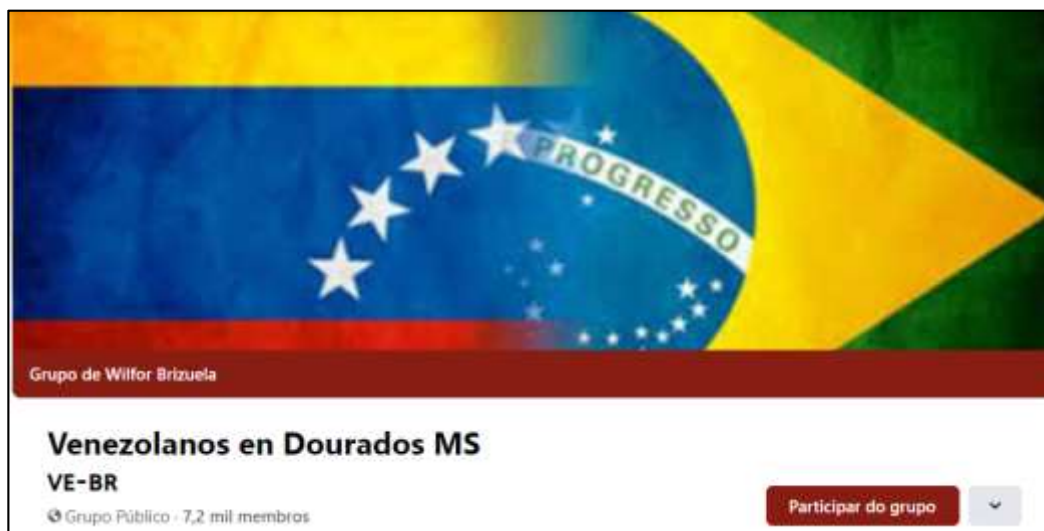 PROGRESSO
Grupo de Wilfor Brizuela
Venezolanos en Dourados MS
VE-BR
Grupo Público · 7,2 mil membros
Participar do grupo